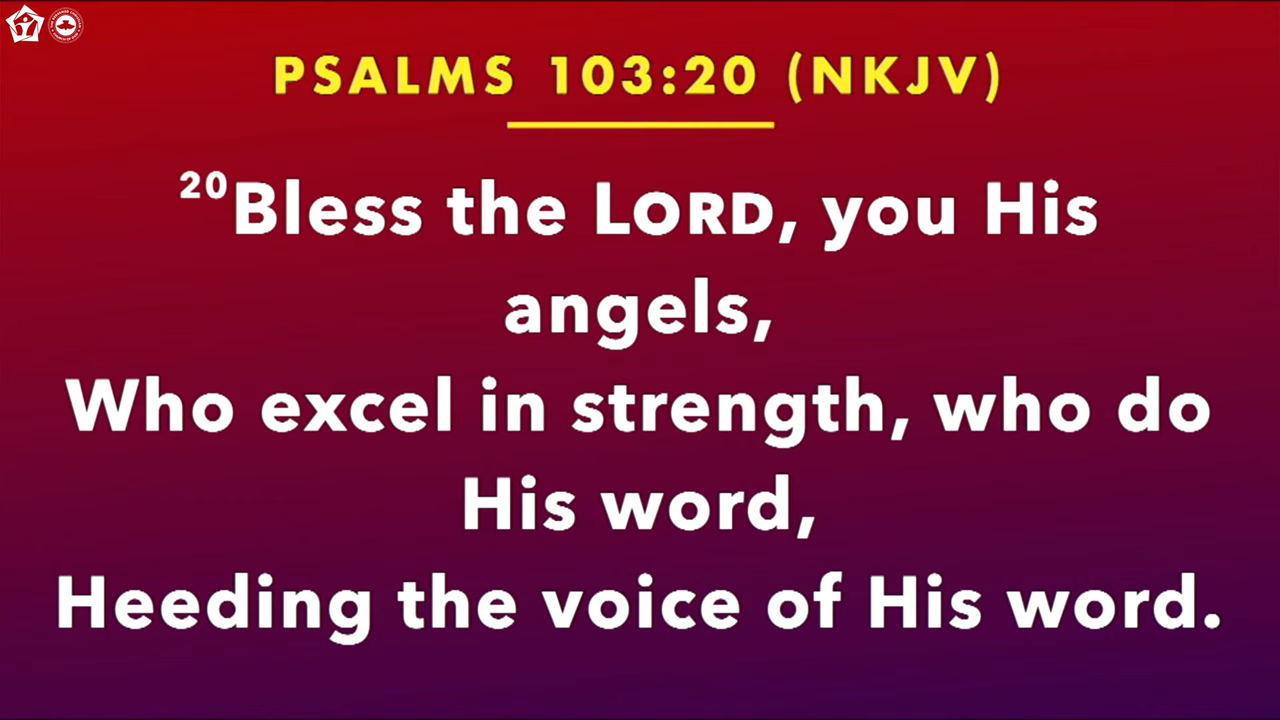 PSALMS 103:20 (NKJV)
20Bless the LORD, you His
angels,
Who excel in strength, who do
His word,
Heeding the voice of His word.